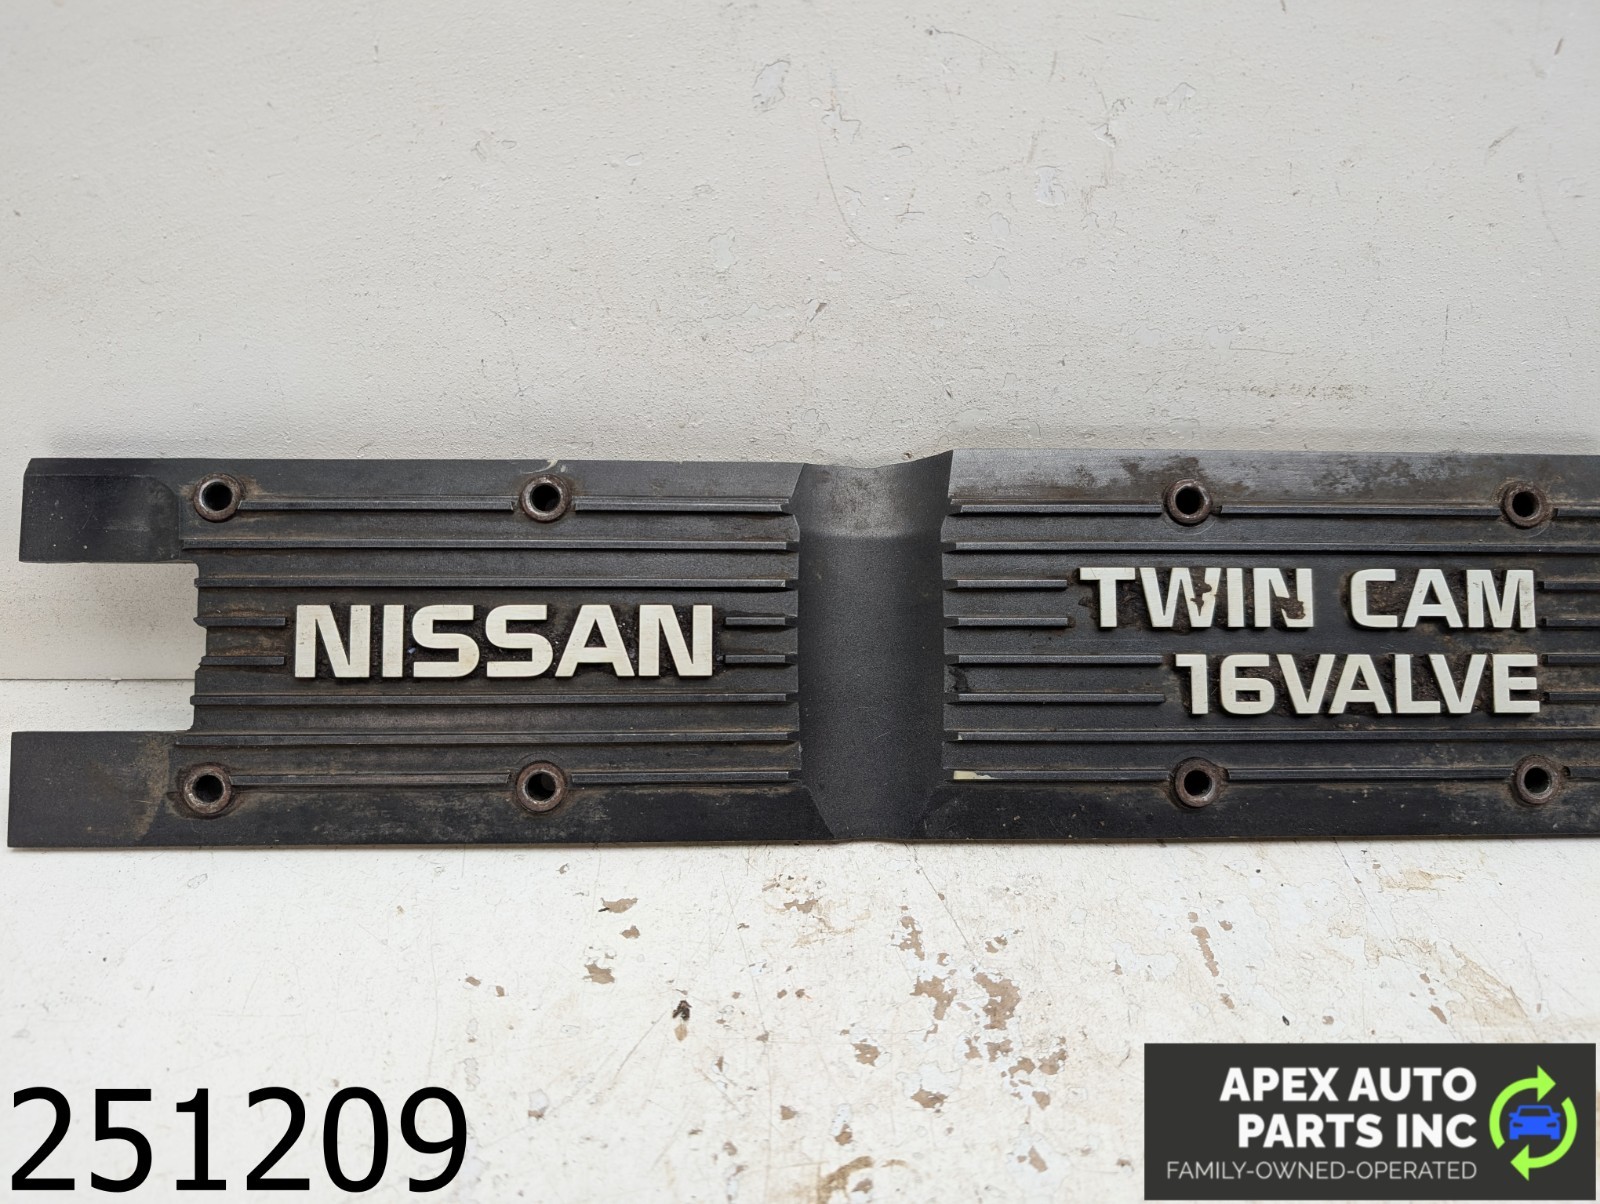 NISSAN
TWIN CAM
16VALVE
251209
APEX AUTO
PARTS INC
FAMILY-OWNED-OPERATED